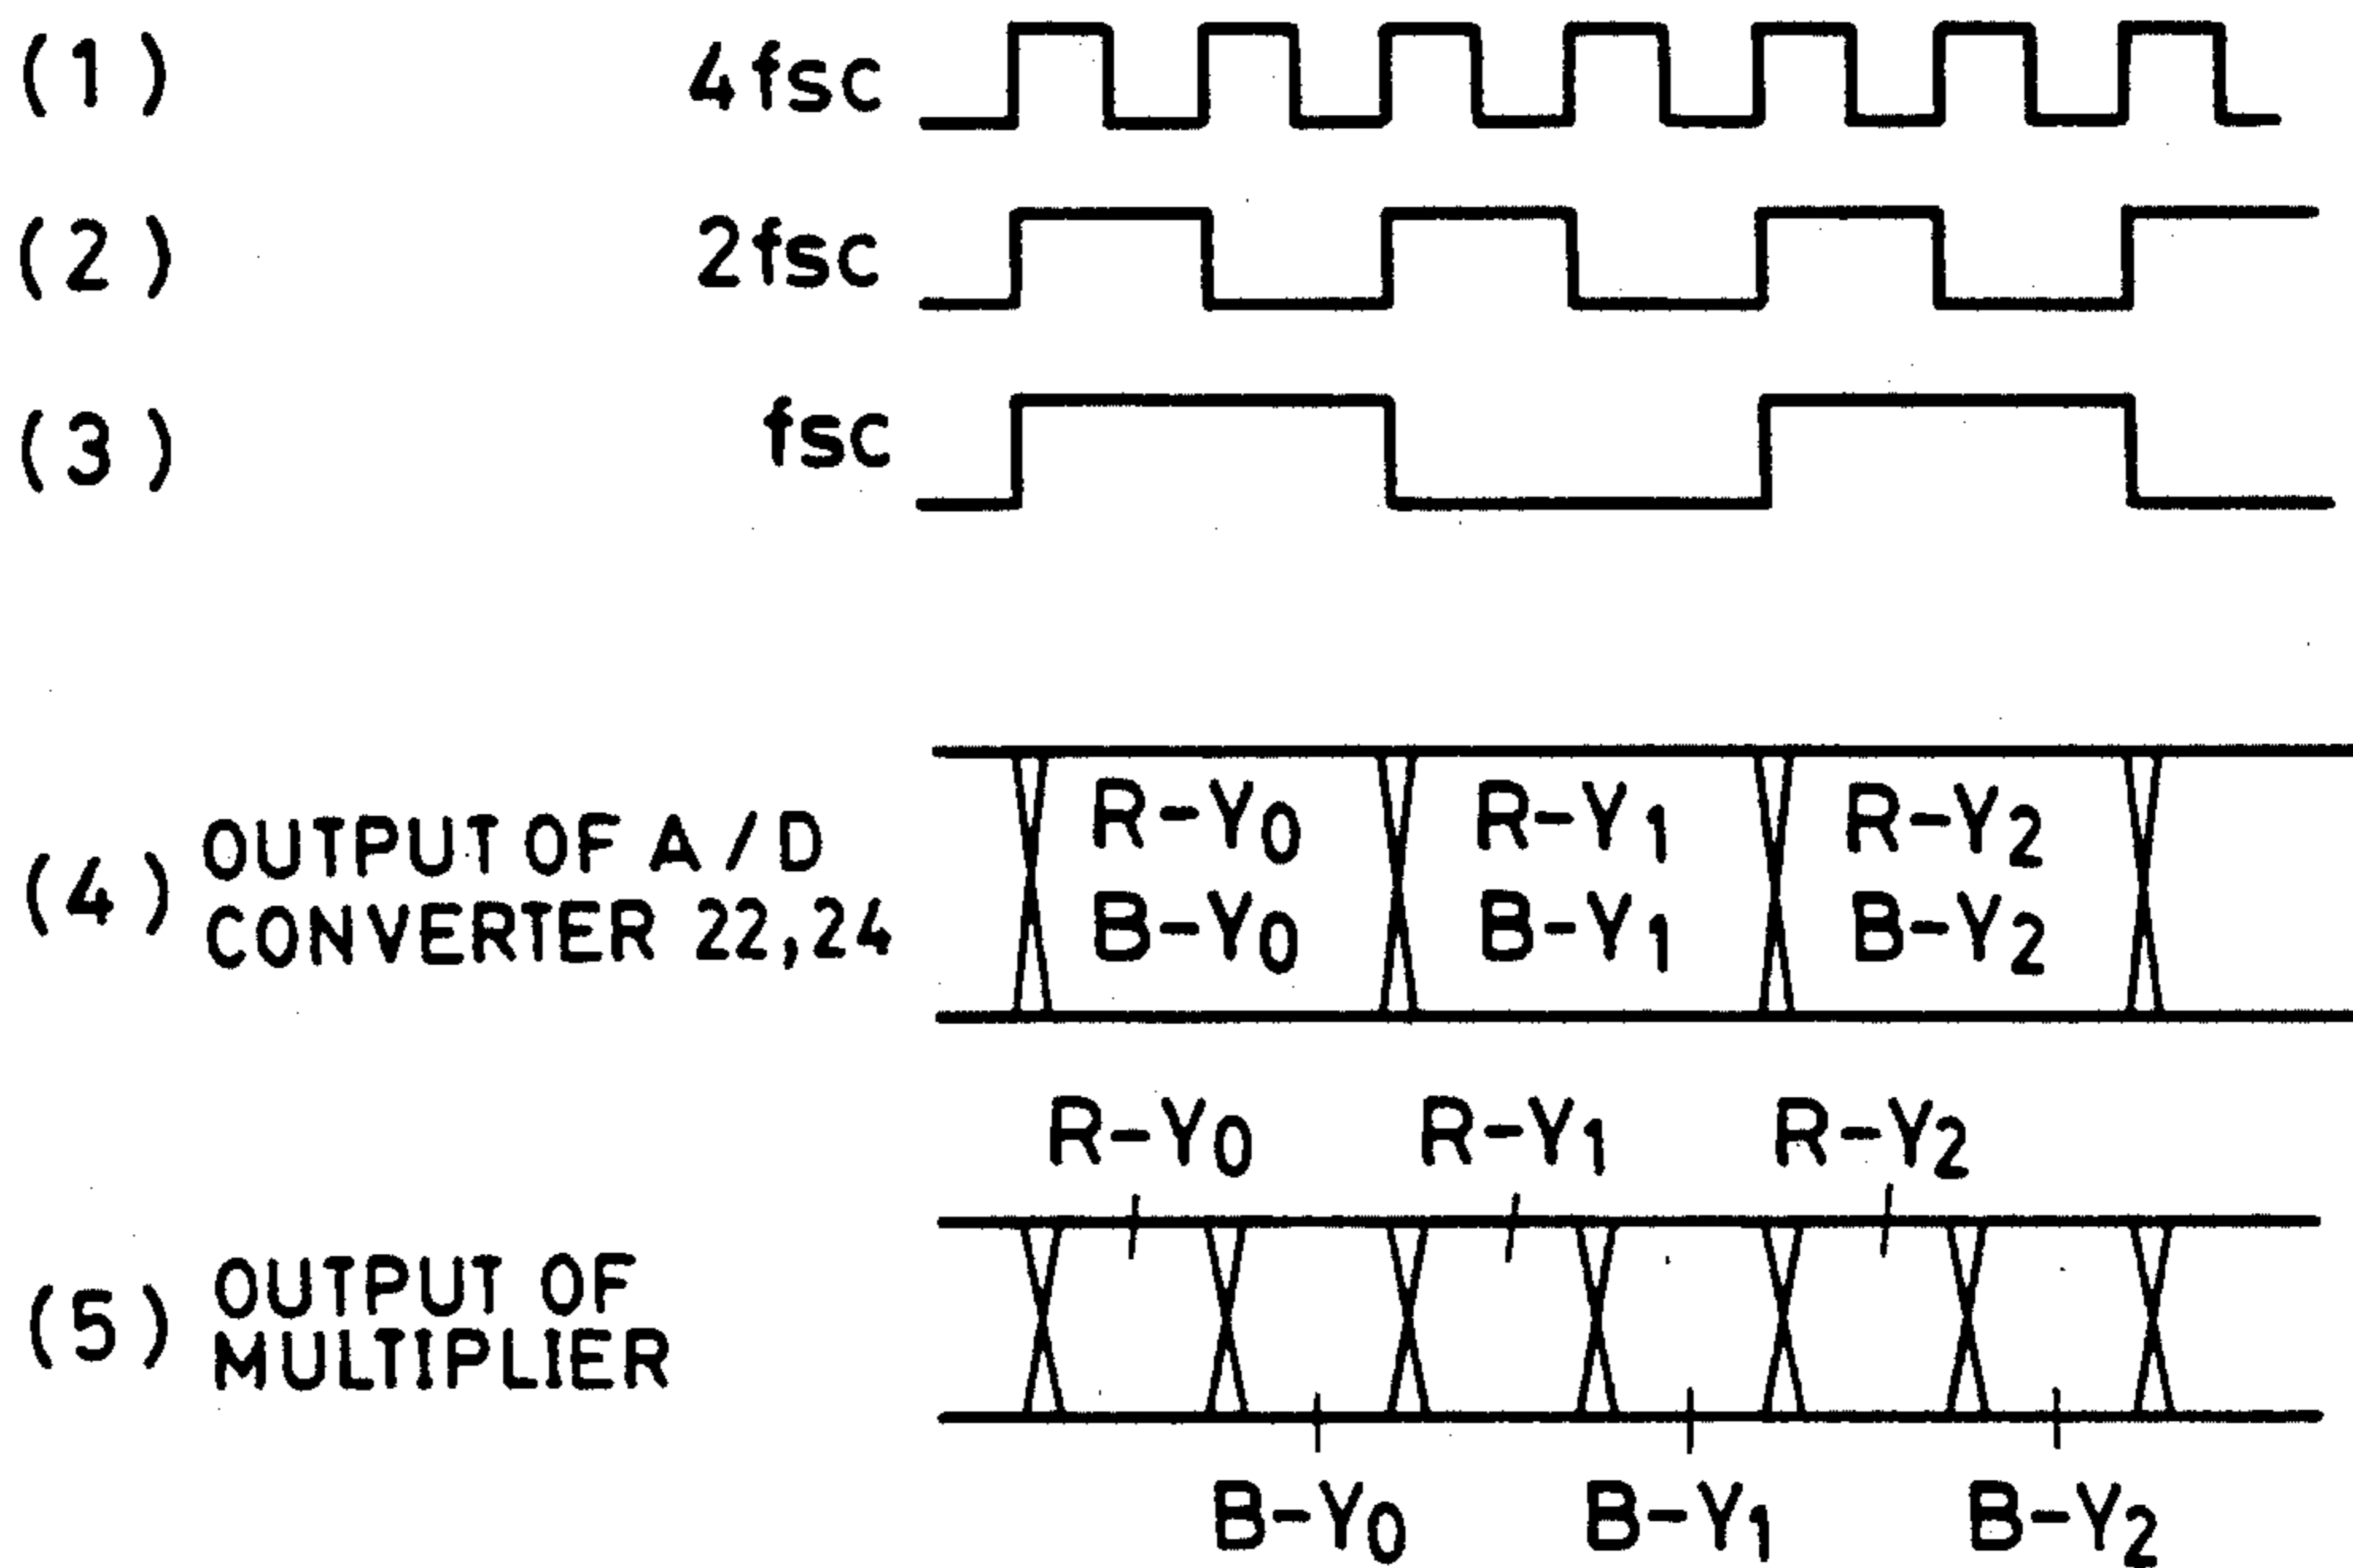 (1) 4fsc
(2) 2fsc
(3) fsc
R-Y0 R-Y1 R-Y2
(4) OUTPUT OF A/D
CONVERTER 22,24
B-Y0 B-Y1 B-Y2
R-Y0 R-Y1 R-Y2
(5) OUTPUT OF
MULTIPLIER
B-Y0 B-Y1 B-Y2